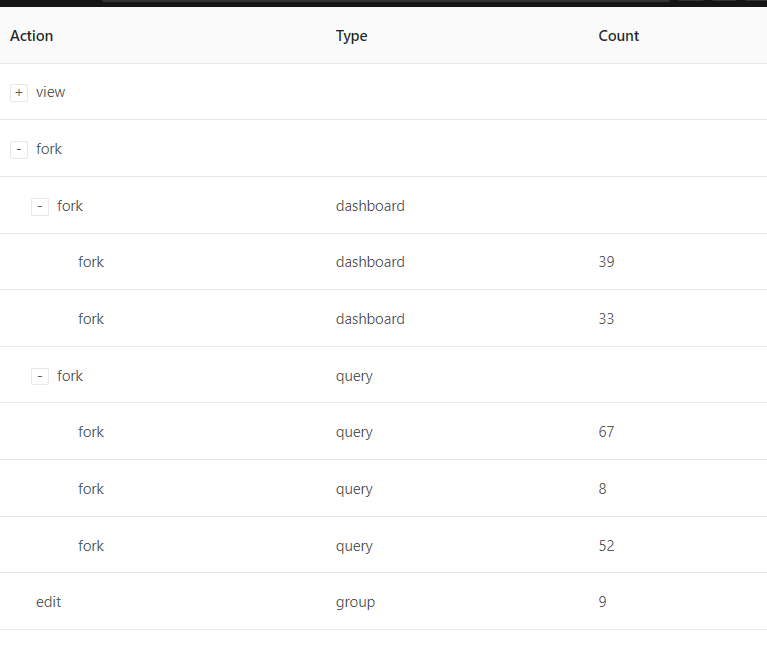 Action Type Count
+ view
- fork
- fork dashboard
fork dashboard 39
fork dashboard 33
- fork query
fork query 67
fork query 8
fork query 52
edit group 9